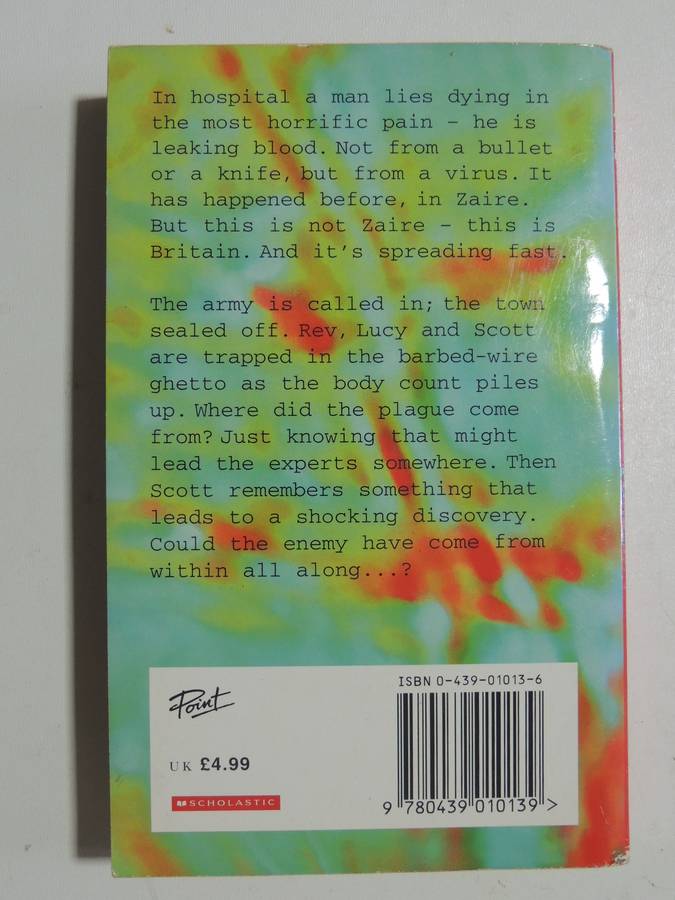 In hospital a man lies dying in
the most horrific pain – he is
leaking blood. Not from a bullet
or a knife, but from a virus. It
has happened before, in Zaire.
But this is not Zaire – this is
Britain. And it's spreading fast.
The army is called in; the town
sealed off. Rev, Lucy and Scott
are trapped in the barbed-wire
ghetto as the body count piles
up. Where did the plague come
from? Just knowing that might
lead the experts somewhere. Then
Scott remembers something that
leads to a shocking discovery.
Could the enemy have come from
within all along...?
Point
UK £4.99
SCHOLASTIC
ISBN 0-439-01013-6
9 780439 010139 >